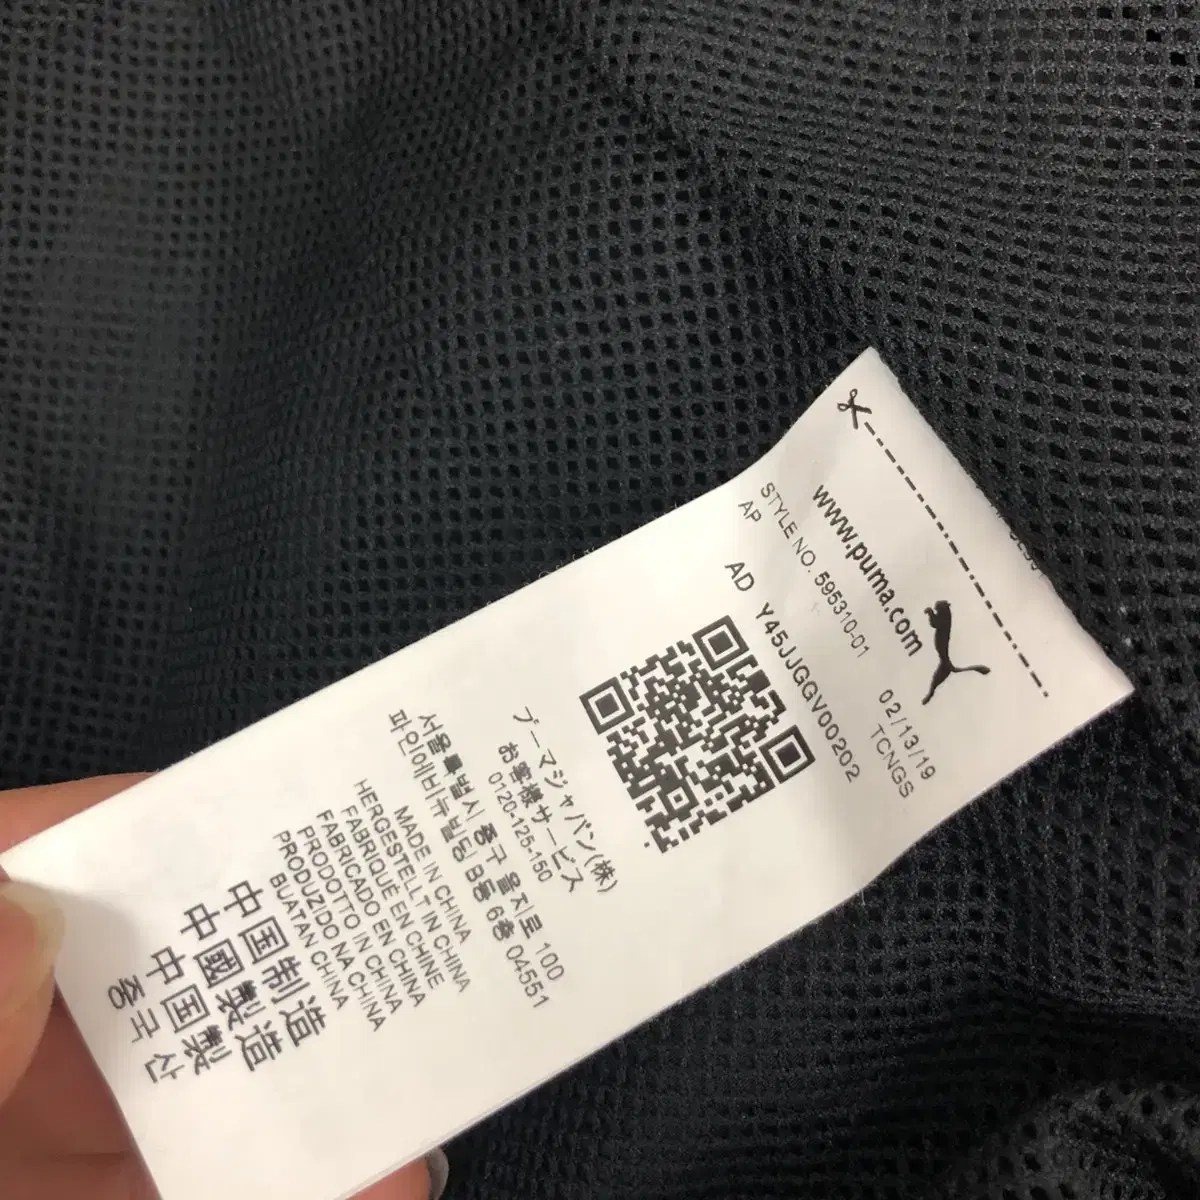 www.puma.com
02/13/19
STYLE NO. 595310-01
TCNGS
AP
AD Y45JJGGV00202
プーマジャパン(株)
お客様サービス
0120-125-150
서울특별시 중구 을지로 100
파인에비뉴빌딩 B동 6층 04551
MADE IN CHINA
HERGESTELLT IN CHINA
FABRIQUÉ EN CHINE
FABRICADO EN CHINA
PRODOTTO IN CHINA
PRODUZIDO NA CHINA
BUATAN CHINA
中国制造
中國製造
中国製
중국산